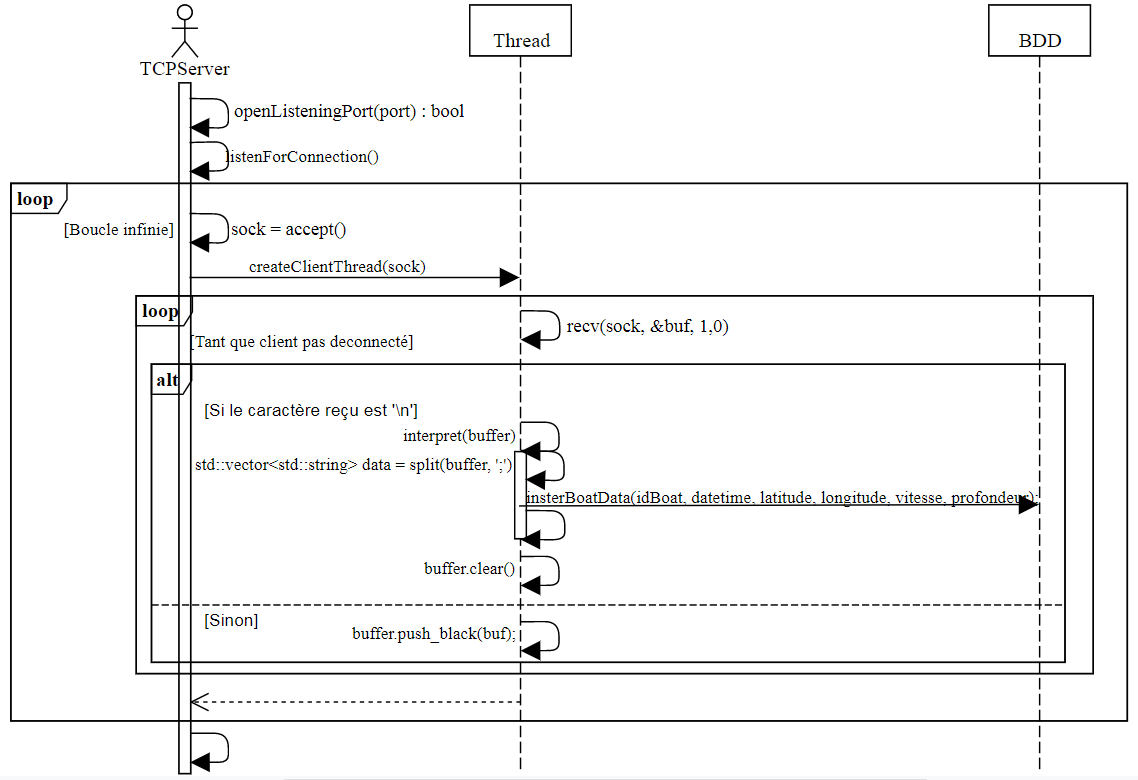 Thread
BDD
TCPServer
openListeningPort(port) : bool
listenForConnection()
loop
[Boucle infinie]
sock = accept()
createClientThread(sock)
loop
recv(sock, &buf, 1,0)
[Tant que client pas deconnecté]
alt
[Si le caractère reçu est '\n']
interpret(buffer)
std::vector<std::string> data = split(buffer, ';')
insterBoatData(idBoat, datetime, latitude, longitude, vitesse, profondeur);
buffer.clear()
[Sinon]
buffer.push_black(buf);